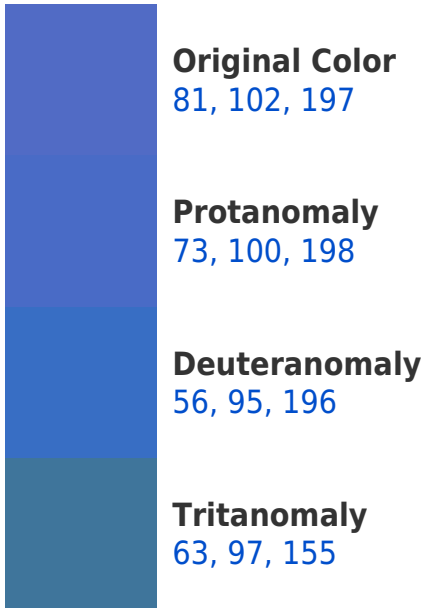 Original Color
81, 102, 197
Protanomaly
73, 100, 198
Deuteranomaly
56, 95, 196
Tritanomaly
63, 97, 155